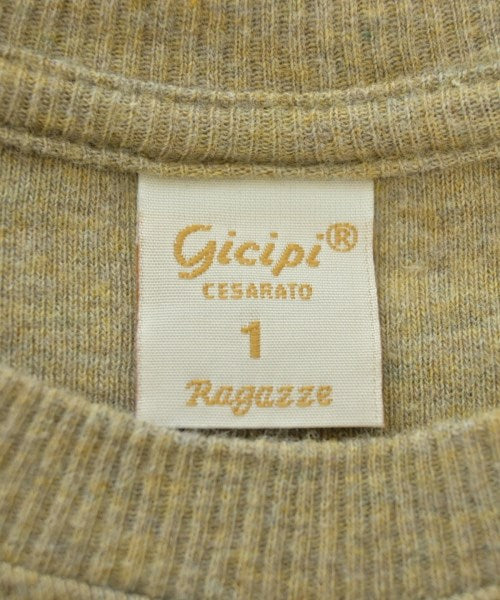 Gicipi®
CESARATO
1
Ragazze